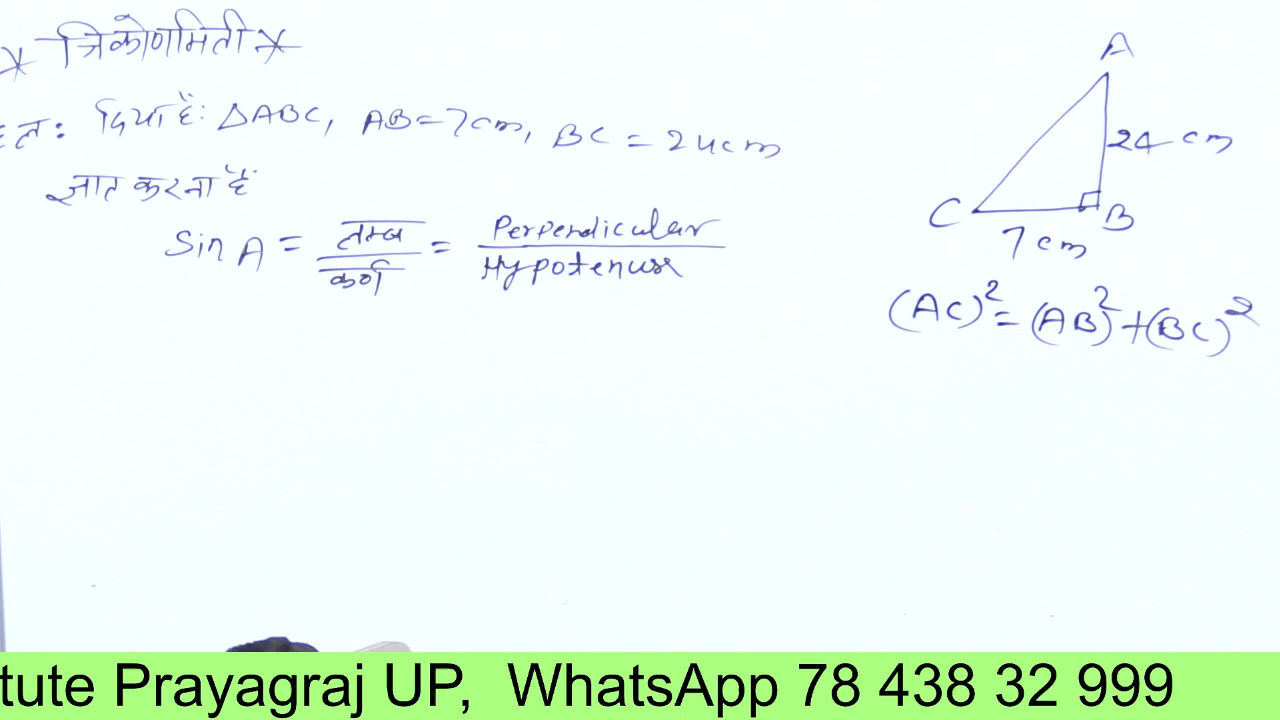 * त्रिकोणमिती *
हल: दिया है: △ABC, AB = 7cm, BC = 24cm
ज्ञात करना है
Sin A = लम्ब / कर्ण = Perpendicular / Hypotenuse
A
24 cm
C B
7 cm
(AC)² = (AB)² + (BC)²
tute Prayagraj UP, WhatsApp 78 438 32 999